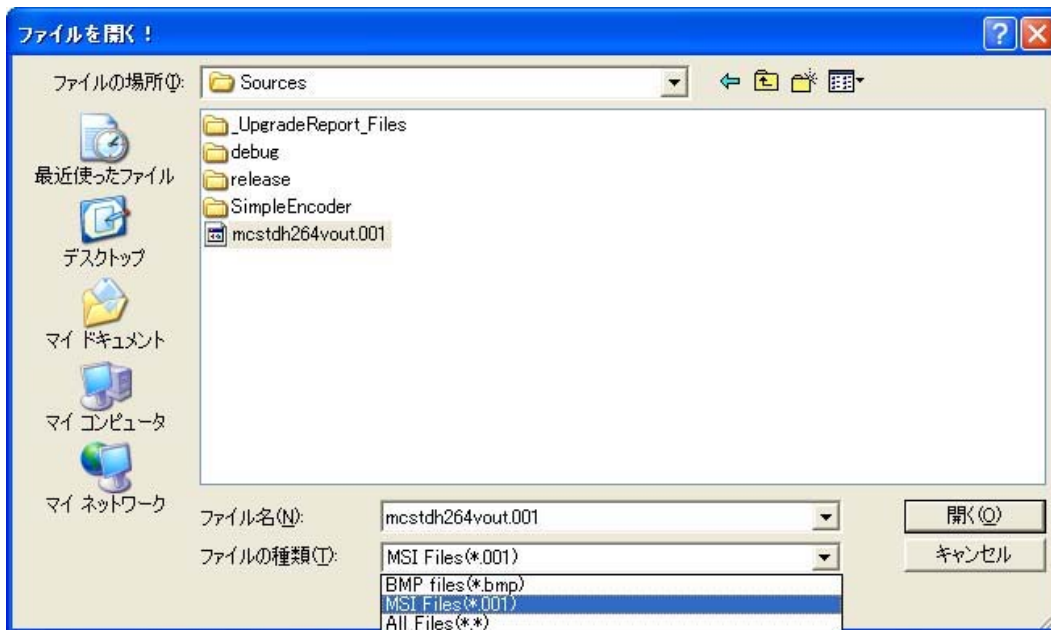 ファイルを開く!
ファイルの場所(I):
Sources
_UpgradeReport_Files
debug
release
SimpleEncoder
mcstdh264vout.001
最近使ったファイル
デスクトップ
マイ ドキュメント
マイ コンピュータ
マイ ネットワーク
ファイル名(N):
mcstdh264vout.001
開く(O)
ファイルの種類(T):
MSI Files(*.001)
キャンセル
BMP files(*.bmp)
MSI Files(*.001)
All Files(*.*)